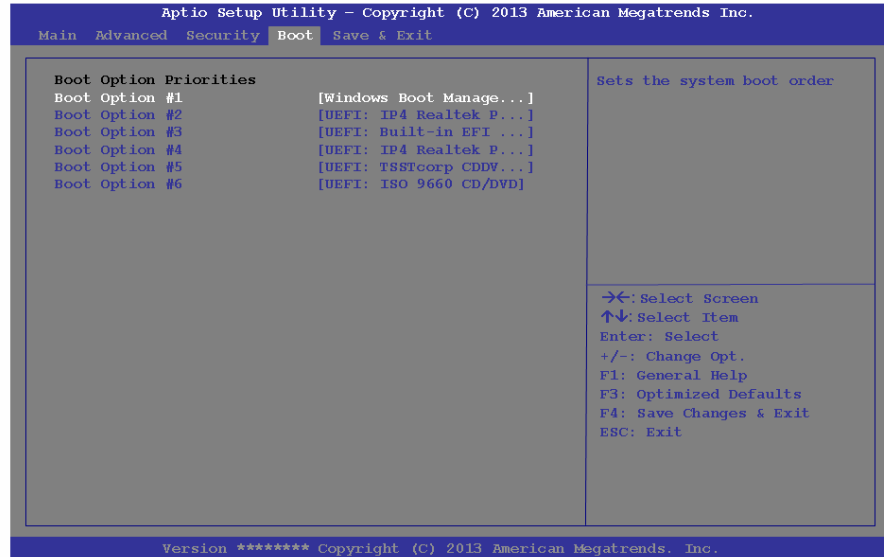 Aptio Setup Utility – Copyright (C) 2013 American Megatrends Inc.
Main Advanced Security Boot Save & Exit
Boot Option Priorities
Boot Option #1 [Windows Boot Manage...]
Boot Option #2 [UEFI: IP4 Realtek P...]
Boot Option #3 [UEFI: Built-in EFI ...]
Boot Option #4 [UEFI: IP4 Realtek P...]
Boot Option #5 [UEFI: TSSTcorp CDDV...]
Boot Option #6 [UEFI: ISO 9660 CD/DVD]
Sets the system boot order
→←:Select Screen
↑↓:Select Item
Enter: Select
+/-: Change Opt.
F1: General Help
F3: Optimized Defaults
F4: Save Changes & Exit
ESC: Exit
Version ******** Copyright (C) 2013 American Megatrends. Inc.